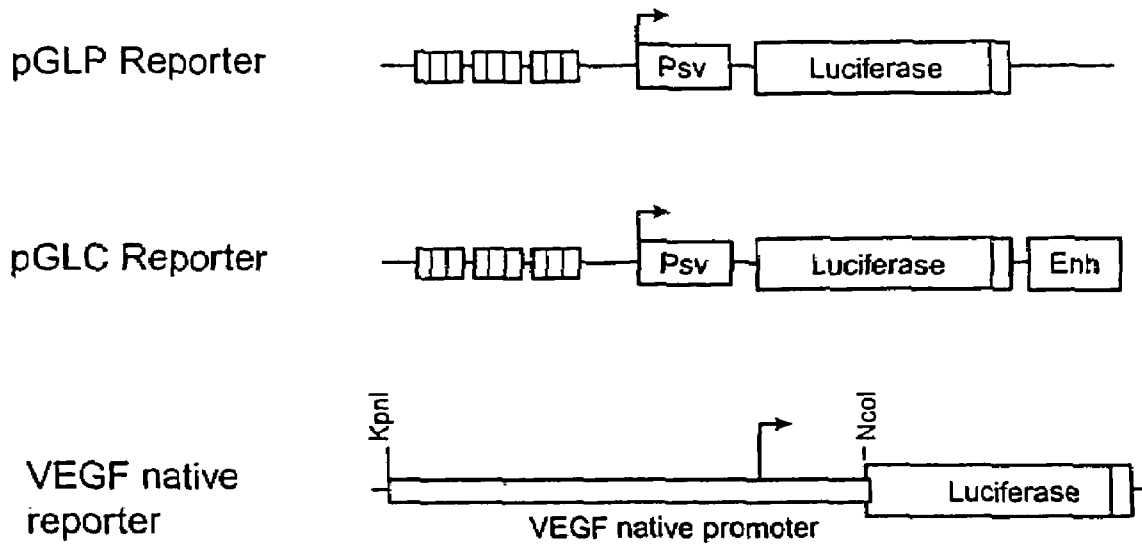 pGLP Reporter
Psv
Luciferase
pGLC Reporter
Psv
Luciferase
Enh
KpnI
NcoI
VEGF native
reporter
Luciferase
VEGF native promoter